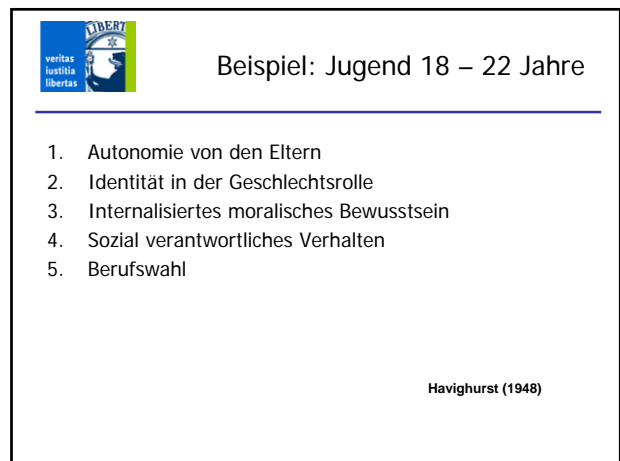 LIBERT
veritas
iustitia
libertas
Beispiel: Jugend 18 – 22 Jahre
1. Autonomie von den Eltern
2. Identität in der Geschlechtsrolle
3. Internalisiertes moralisches Bewusstsein
4. Sozial verantwortliches Verhalten
5. Berufswahl
Havighurst (1948)